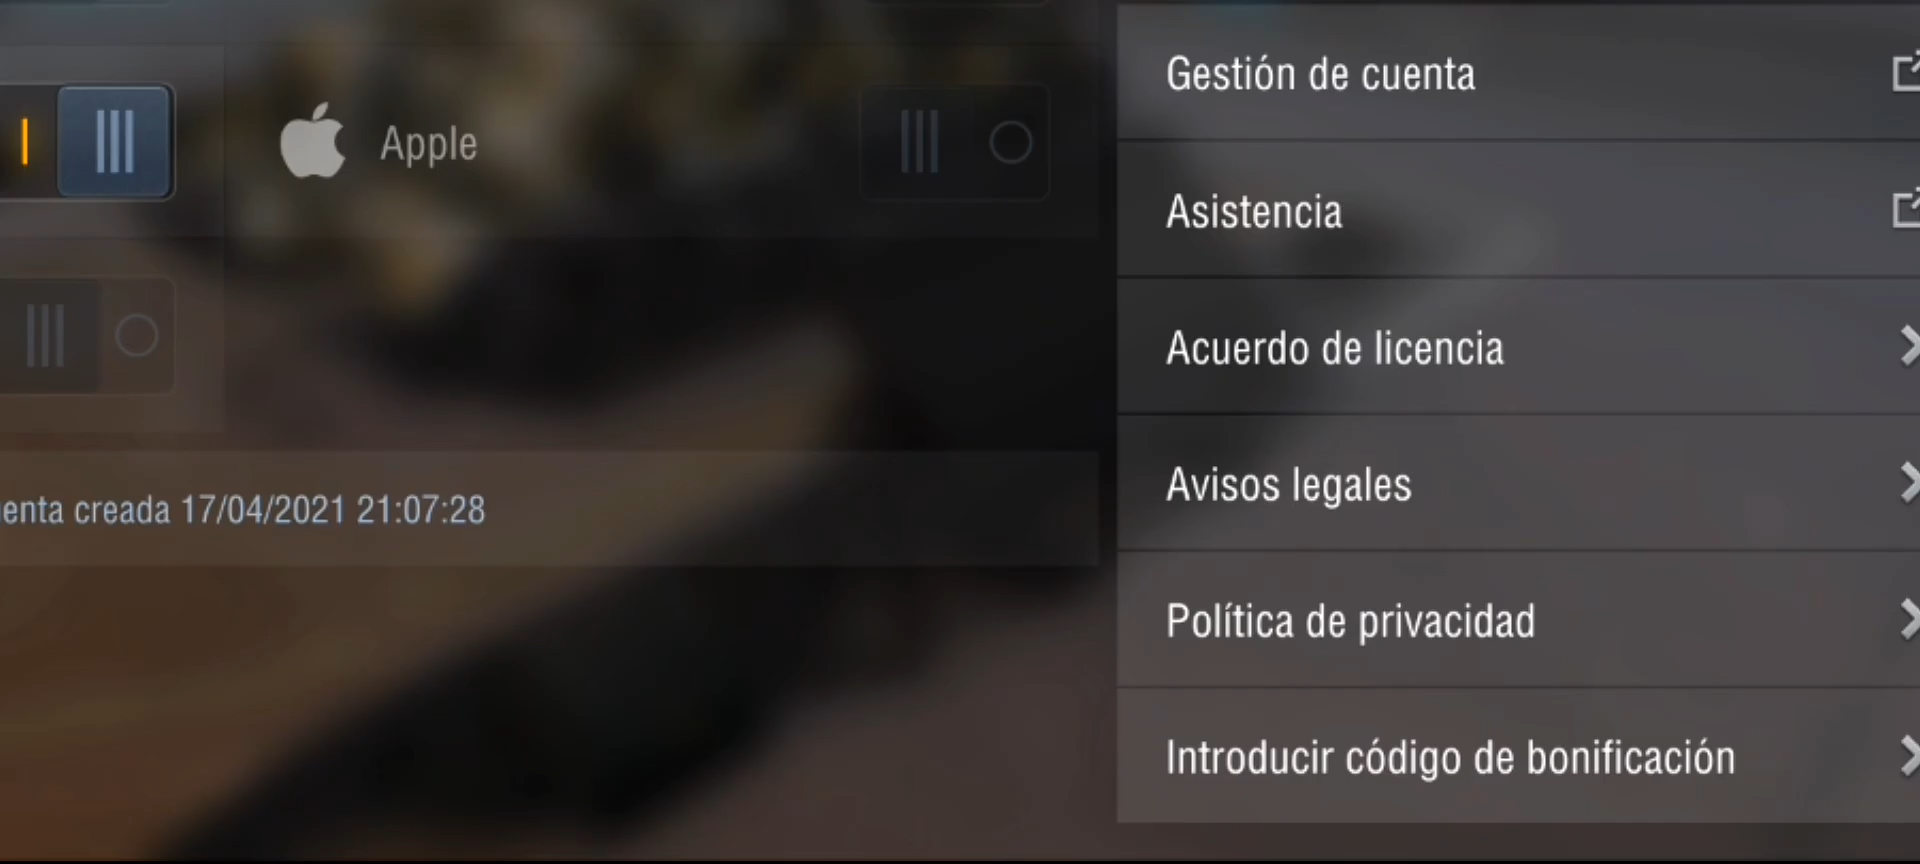 Apple
creada 17/04/2021 21:07:28
Gestión de cuenta
Asistencia
Acuerdo de licencia
Avisos legales
Política de privacidad
Introducir código de bonificación